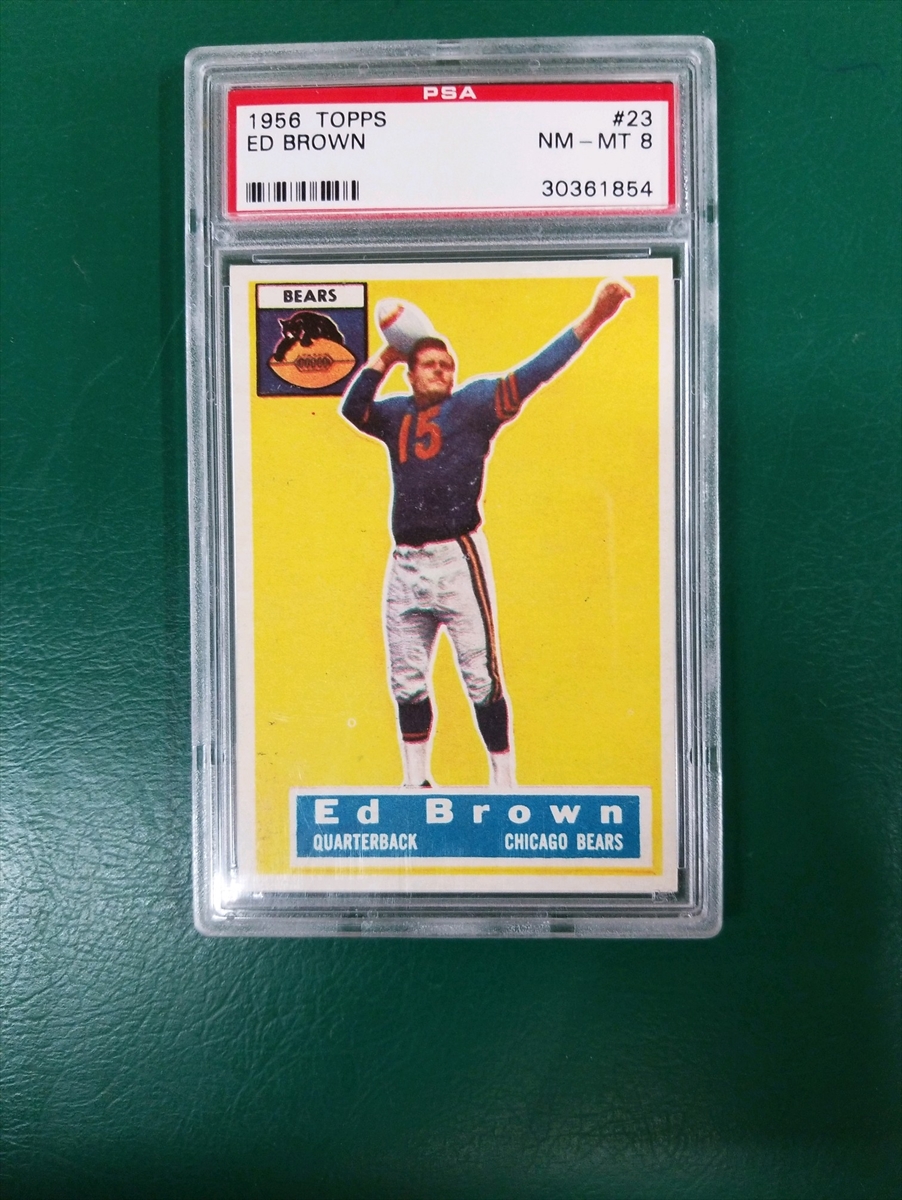 PSA
1956 TOPPS #23
ED BROWN NM-MT 8
30361854
BEARS
15
Ed Brown
QUARTERBACK CHICAGO BEARS